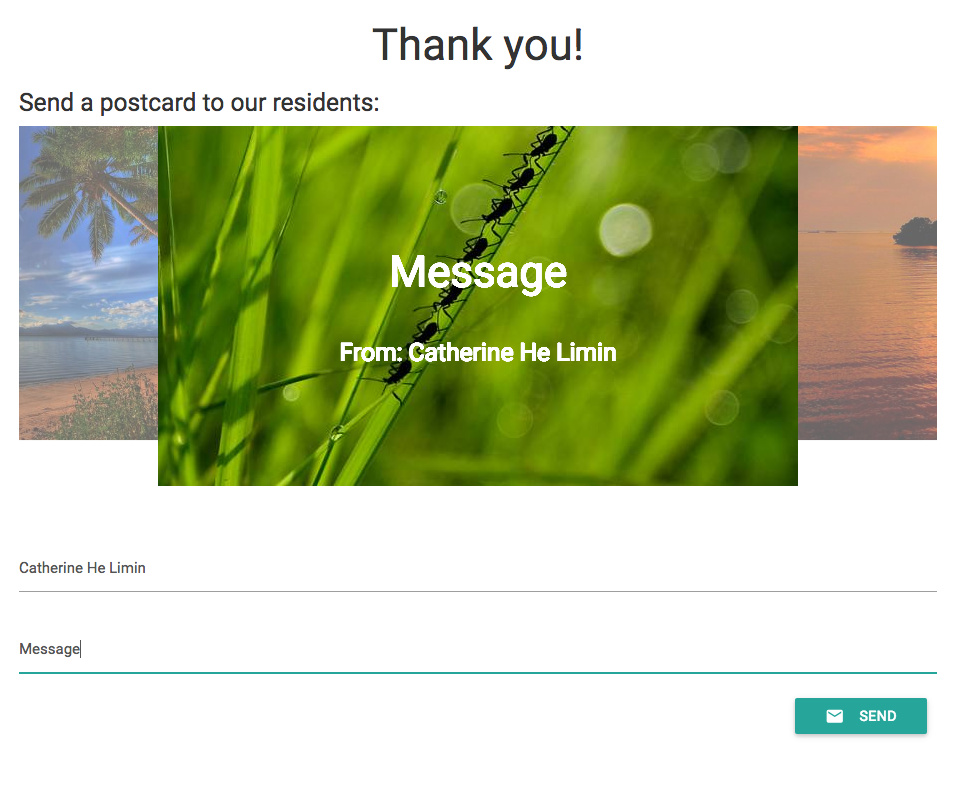 Thank you!
Send a postcard to our residents:
Message
From: Catherine He Limin
Catherine He Limin
Message
SEND